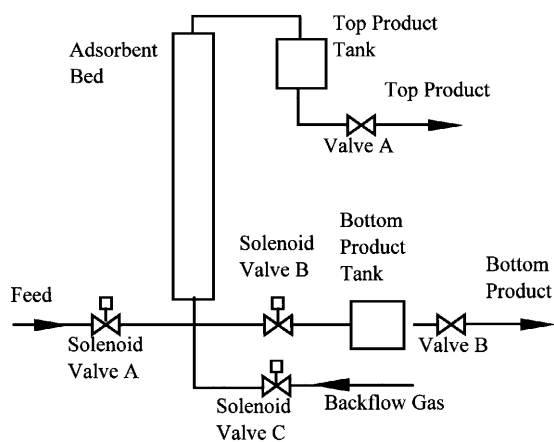 Adsorbent
Bed
Top Product
Tank
Top Product
Valve A
Solenoid
Valve B
Bottom
Product
Tank
Bottom
Product
Feed
Solenoid
Valve A
Valve B
Solenoid
Valve C
Backflow Gas